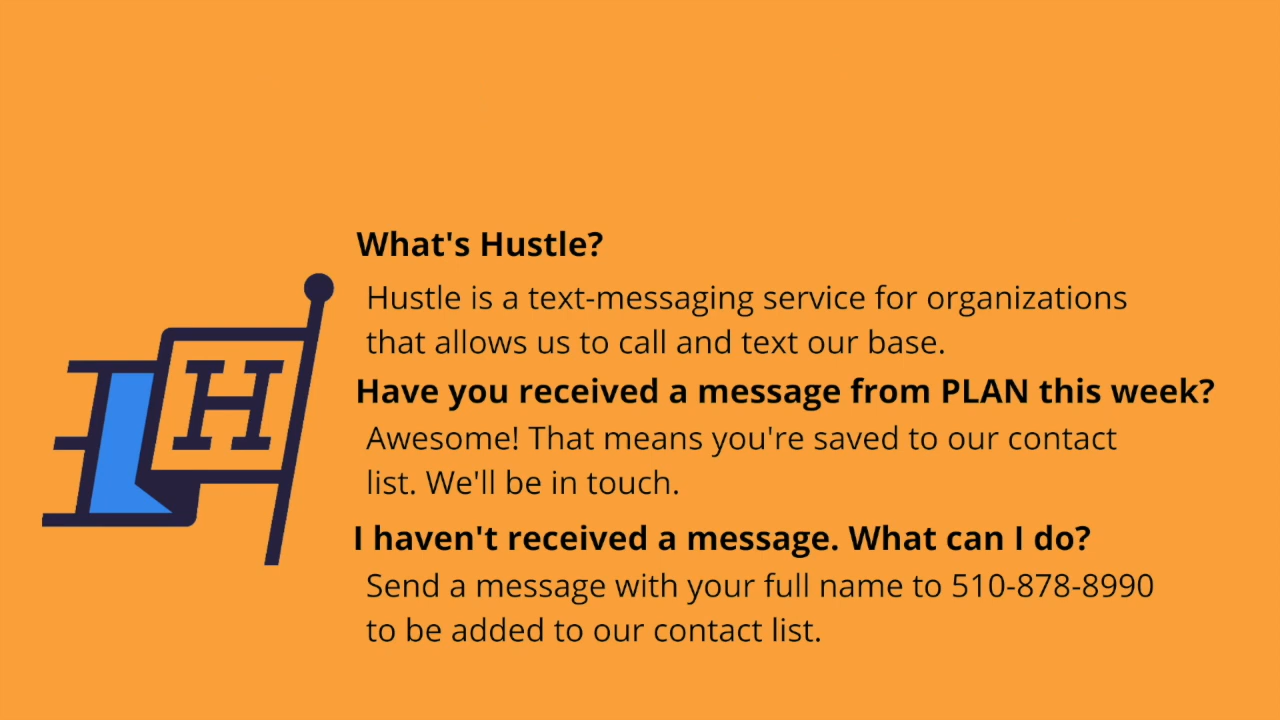 What's Hustle?
Hustle is a text-messaging service for organizations
that allows us to call and text our base.
Have you received a message from PLAN this week?
Awesome! That means you're saved to our contact
list. We'll be in touch.
I haven't received a message. What can I do?
Send a message with your full name to 510-878-8990
to be added to our contact list.
H